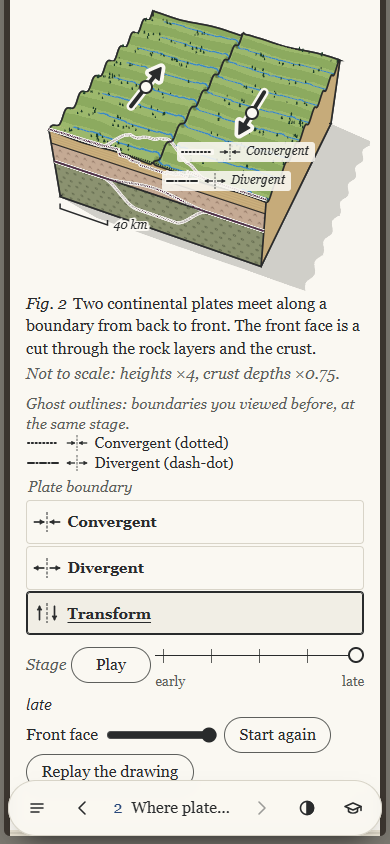 Convergent
Divergent
40 km
Fig. 2 Two continental plates meet along a
boundary from back to front. The front face is a
cut through the rock layers and the crust.
Not to scale: heights ×4, crust depths ×0.75.
Ghost outlines: boundaries you viewed before, at
the same stage.
Convergent (dotted)
Divergent (dash-dot)
Plate boundary
Convergent
Divergent
Transform
Stage Play
early late
late
Front face Start again
Replay the drawing
2 Where plate...